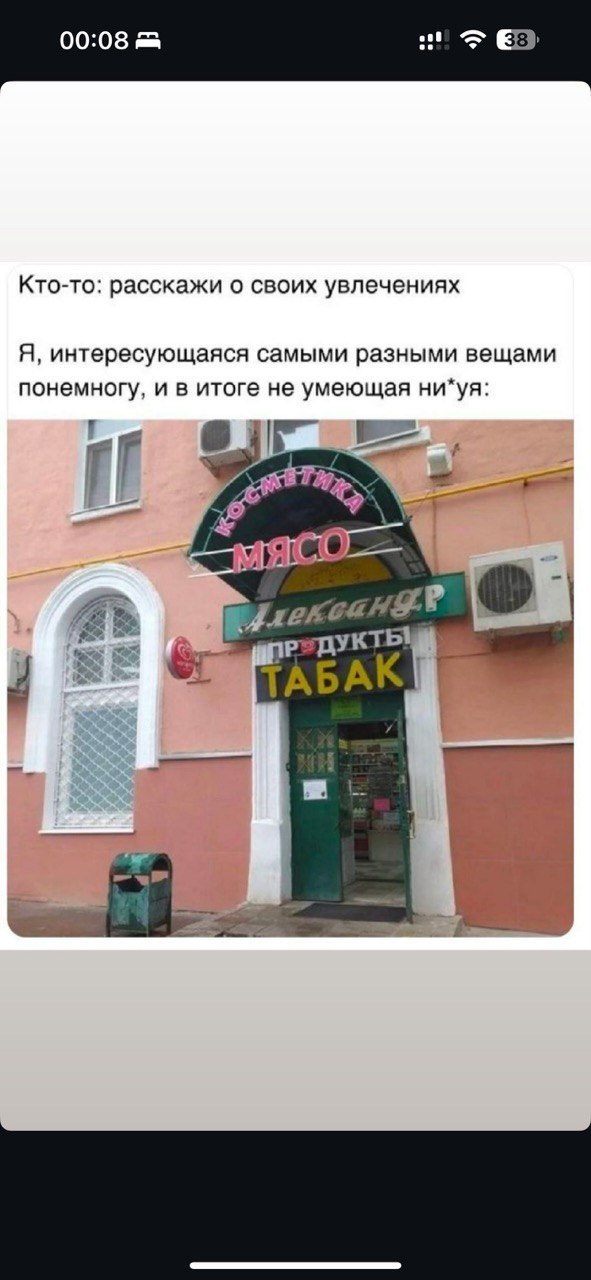 00:08
38
Кто-то: расскажи о своих увлечениях
Я, интересующаяся самыми разными вещами
понемногу, и в итоге не умеющая ни*уя:
КОСМЕТИКА
МЯСО
Александр
ПРОДУКТЫ
ТАБАК